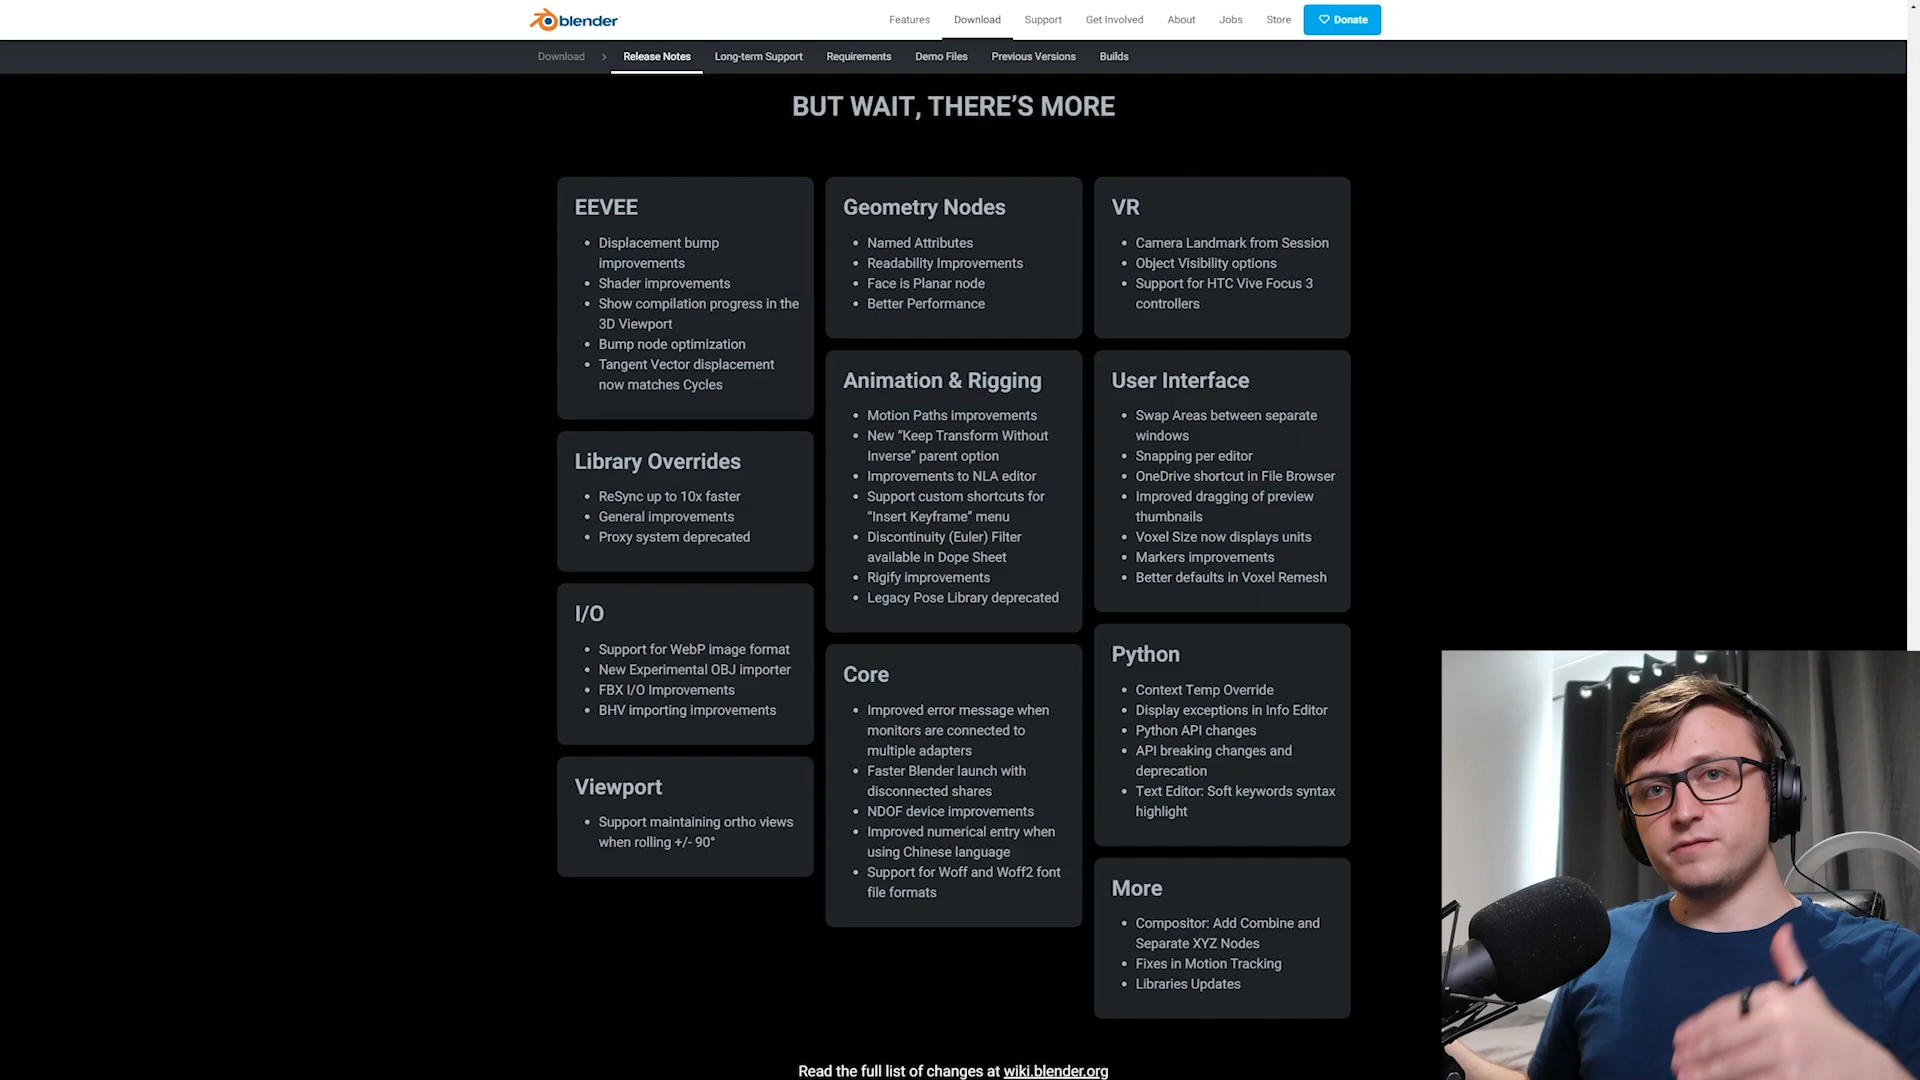 blender
Features
Download
Support
Get Involved
About
Jobs
Store
Donate
Download
Release Notes
Long-term Support
Requirements
Demo Files
Previous Versions
Builds
BUT WAIT, THERE’S MORE
EEVEE
Displacement bump
improvements
Shader improvements
Show compilation progress in the
3D Viewport
Bump node optimization
Tangent Vector displacement
now matches Cycles
Library Overrides
ReSync up to 10x faster
General improvements
Proxy system deprecated
I/O
Support for WebP image format
New Experimental OBJ importer
FBX I/O Improvements
BHV importing improvements
Viewport
Support maintaining ortho views
when rolling +/- 90°
Geometry Nodes
Named Attributes
Readability Improvements
Face is Planar node
Better Performance
Animation & Rigging
Motion Paths improvements
New “Keep Transform Without
Inverse” parent option
Improvements to NLA editor
Support custom shortcuts for
“Insert Keyframe” menu
Discontinuity (Euler) Filter
available in Dope Sheet
Rigify improvements
Legacy Pose Library deprecated
Core
Improved error message when
monitors are connected to
multiple adapters
Faster Blender launch with
disconnected shares
NDOF device improvements
Improved numerical entry when
using Chinese language
Support for Woff and Woff2 font
file formats
VR
Camera Landmark from Session
Object Visibility options
Support for HTC Vive Focus 3
controllers
User Interface
Swap Areas between separate
windows
Snapping per editor
OneDrive shortcut in File Browser
Improved dragging of preview
thumbnails
Voxel Size now displays units
Markers improvements
Better defaults in Voxel Remesh
Python
Context Temp Override
Display exceptions in Info Editor
Python API changes
API breaking changes and
deprecation
Text Editor: Soft keywords syntax
highlight
More
Compositor: Add Combine and
Separate XYZ Nodes
Fixes in Motion Tracking
Libraries Updates
Read the full list of changes at wiki.blender.org